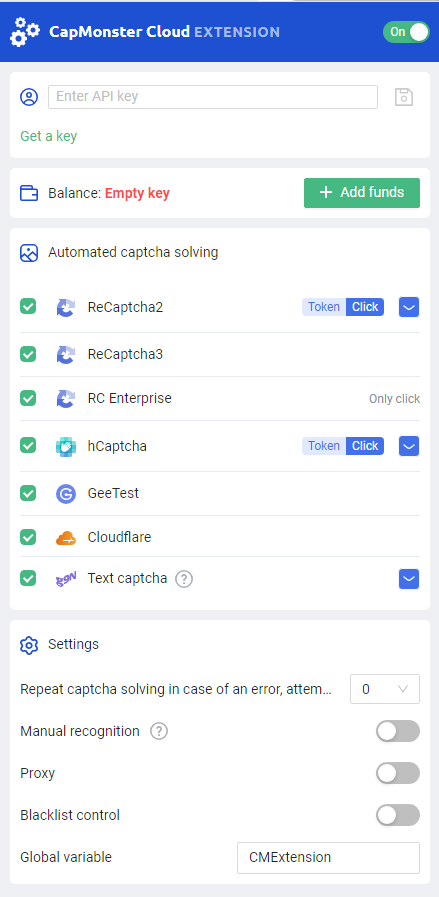 CapMonster Cloud EXTENSION On
Enter API key
Get a key
Balance: Empty key + Add funds
Automated captcha solving
ReCaptcha2 Token Click
ReCaptcha3
RC Enterprise Only click
hCaptcha Token Click
GeeTest
Cloudflare
Text captcha ?
Settings
Repeat captcha solving in case of an error, attem... 0
Manual recognition ?
Proxy
Blacklist control
Global variable CMExtension